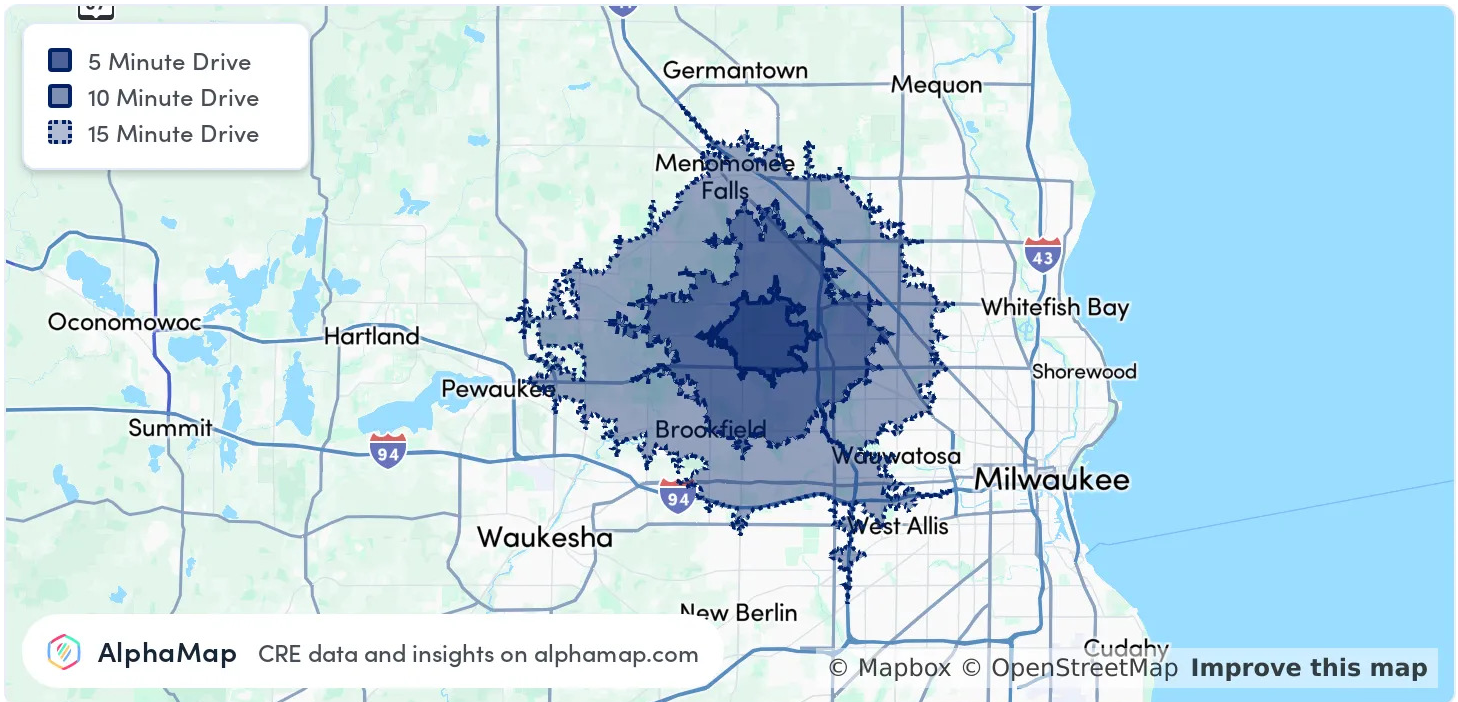 5 Minute Drive
10 Minute Drive
15 Minute Drive
Germantown
Mequon
Menomonee
Falls
43
Whitefish Bay
Oconomowoc
Hartland
Shorewood
Pewaukee
Summit
Brookfield
94
Wauwatosa
Milwaukee
94
West Allis
Waukesha
New Berlin
Cudahy
AlphaMap CRE data and insights on alphamap.com
© Mapbox © OpenStreetMap Improve this map